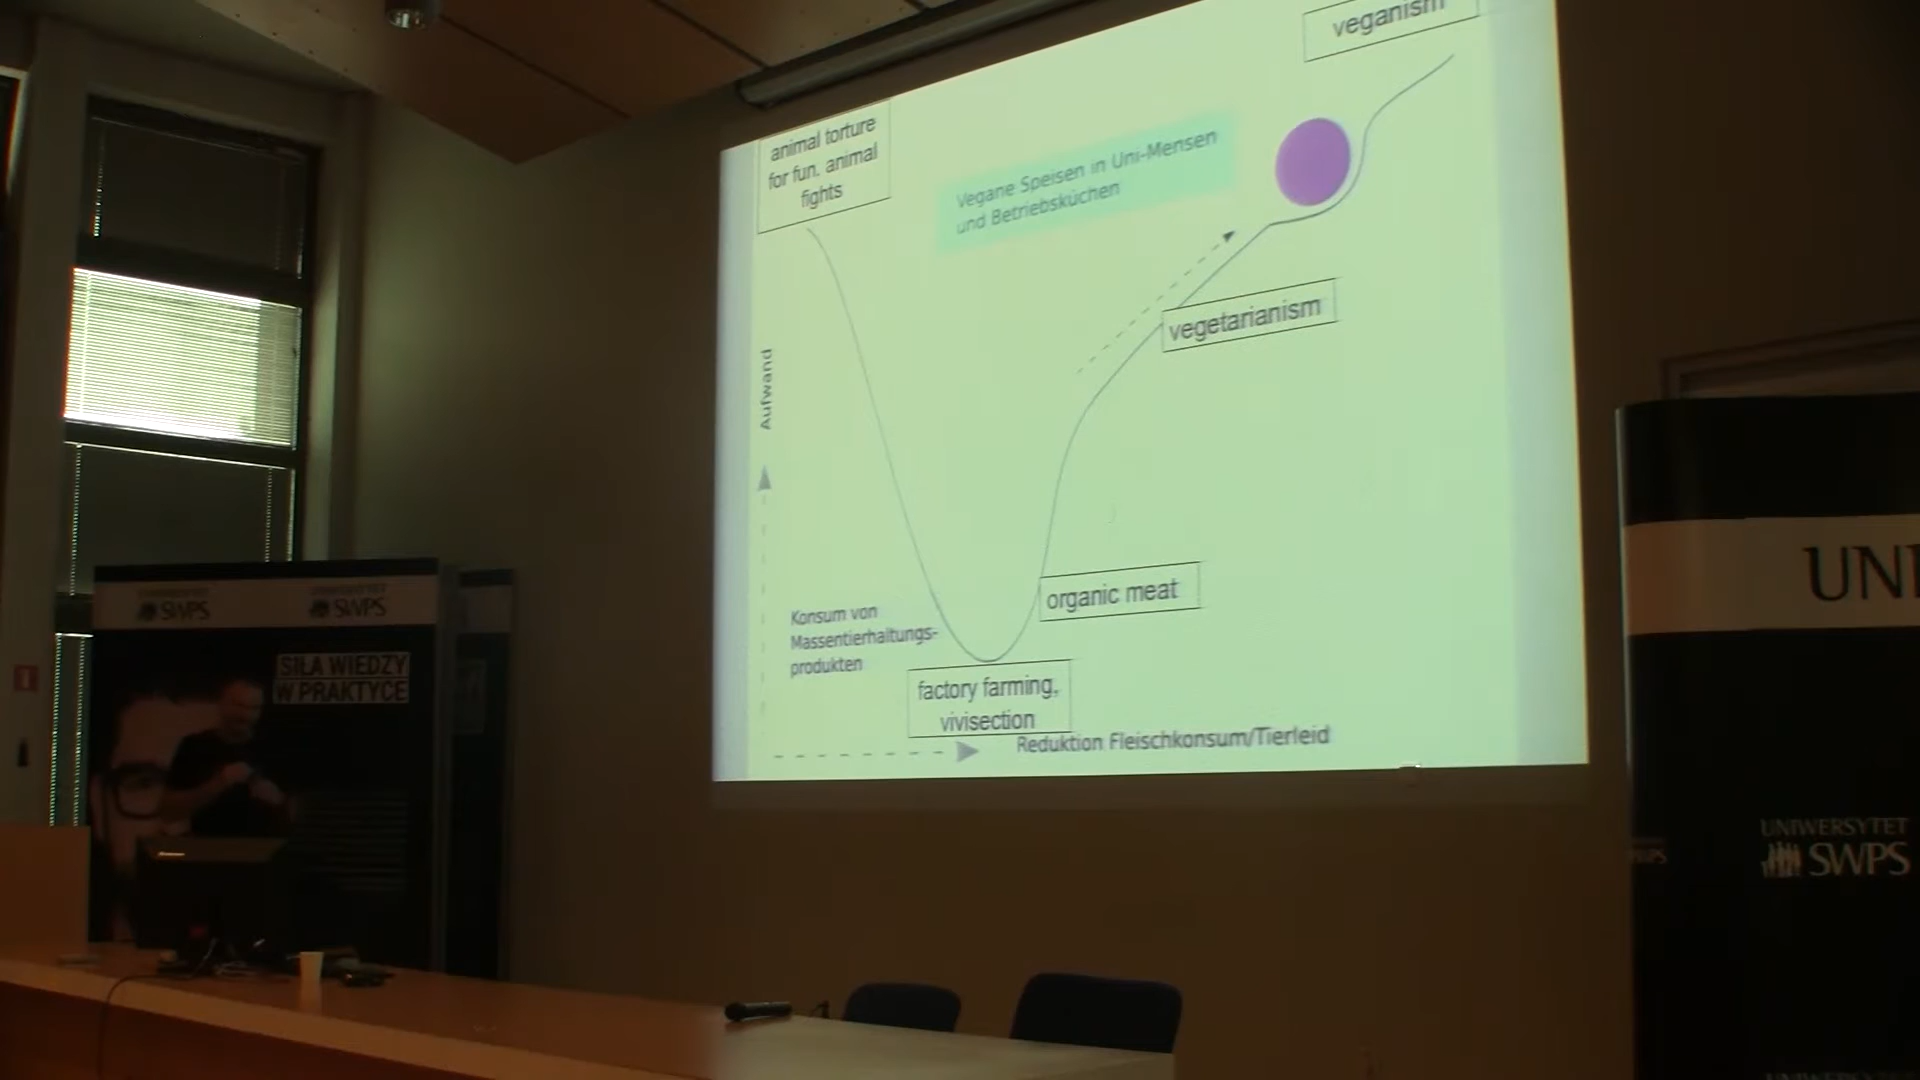 veganism
animal torture
for fun. animal
fights
Vegane Speisen in Uni-Mensen
und Betriebsküchen
vegetarianism
Aufwand
organic meat
Konsum von
Massentierhaltungs-
produkten
factory farming,
vivisection
Reduktion Fleischkonsum/Tierleid
SWPS
SWPS
SIŁA WIEDZY
W PRAKTYCE
UNI
UNIWERSYTET
SWPS